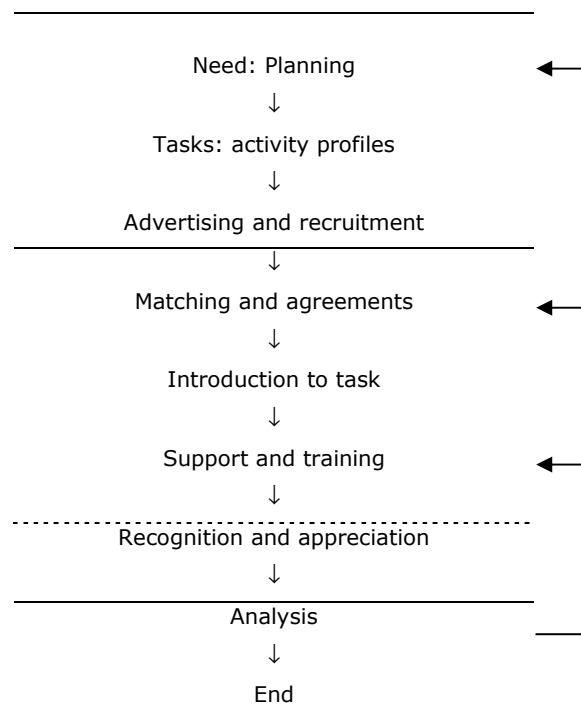 Need: Planning
↓
Tasks: activity profiles
↓
Advertising and recruitment
↓
Matching and agreements
↓
Introduction to task
↓
Support and training
↓
Recognition and appreciation
↓
Analysis
↓
End